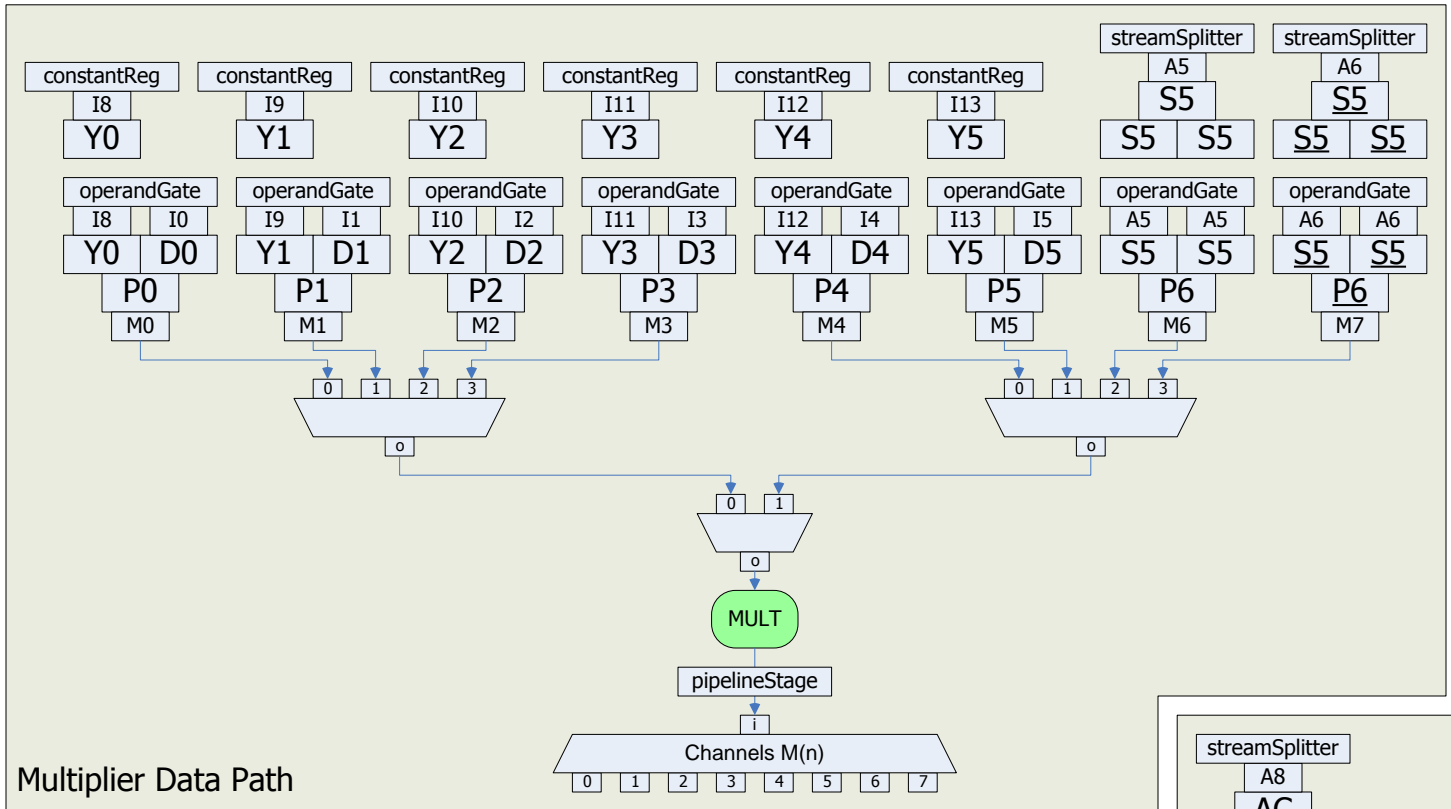 streamSplitter streamSplitter
constantReg constantReg constantReg constantReg constantReg constantReg A5 A6
I8 I9 I10 I11 I12 I13 S5 S5
Y0 Y1 Y2 Y3 Y4 Y5 S5 S5 S5 S5
operandGate operandGate operandGate operandGate operandGate operandGate operandGate operandGate
I8 I0 I9 I1 I10 I2 I11 I3 I12 I4 I13 I5 A5 A5 A6 A6
Y0 D0 Y1 D1 Y2 D2 Y3 D3 Y4 D4 Y5 D5 S5 S5 S5 S5
P0 P1 P2 P3 P4 P5 P6 P6
M0 M1 M2 M3 M4 M5 M6 M7
0 1 2 3 0 1 2 3
o o
0 1
o
MULT
pipelineStage
i
Channels M(n)
0 1 2 3 4 5 6 7
Multiplier Data Path
streamSplitter
A8